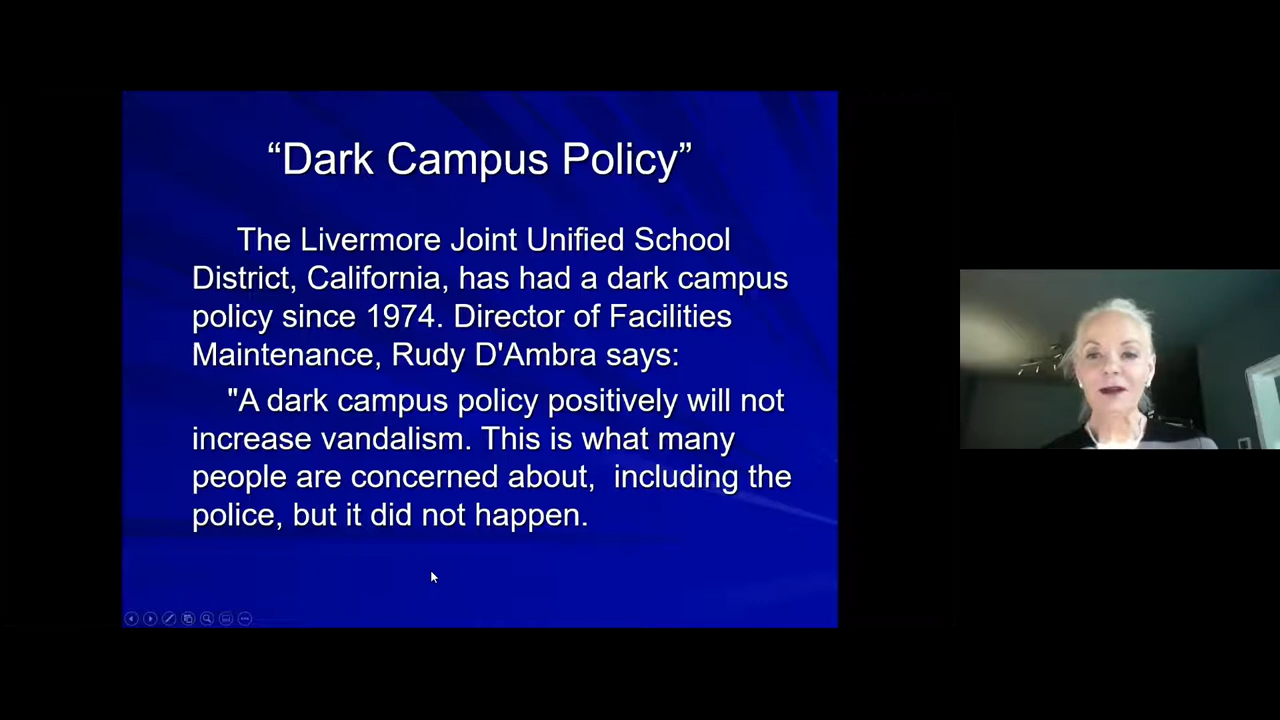 “Dark Campus Policy”
The Livermore Joint Unified School
District, California, has had a dark campus
policy since 1974. Director of Facilities
Maintenance, Rudy D'Ambra says:
"A dark campus policy positively will not
increase vandalism. This is what many
people are concerned about,  including the
police, but it did not happen.